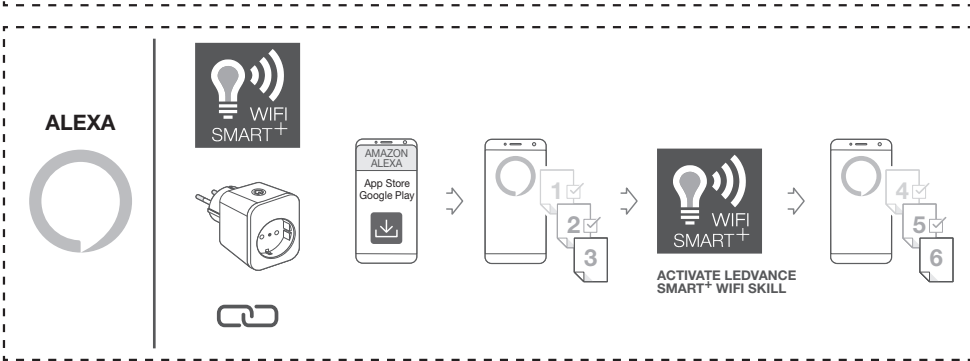 ALEXA
WIFI
SMART+
AMAZON
ALEXA
App Store
Google Play
1
2
3
WIFI
SMART+
ACTIVATE LEDVANCE
SMART+ WIFI SKILL
4
5
6